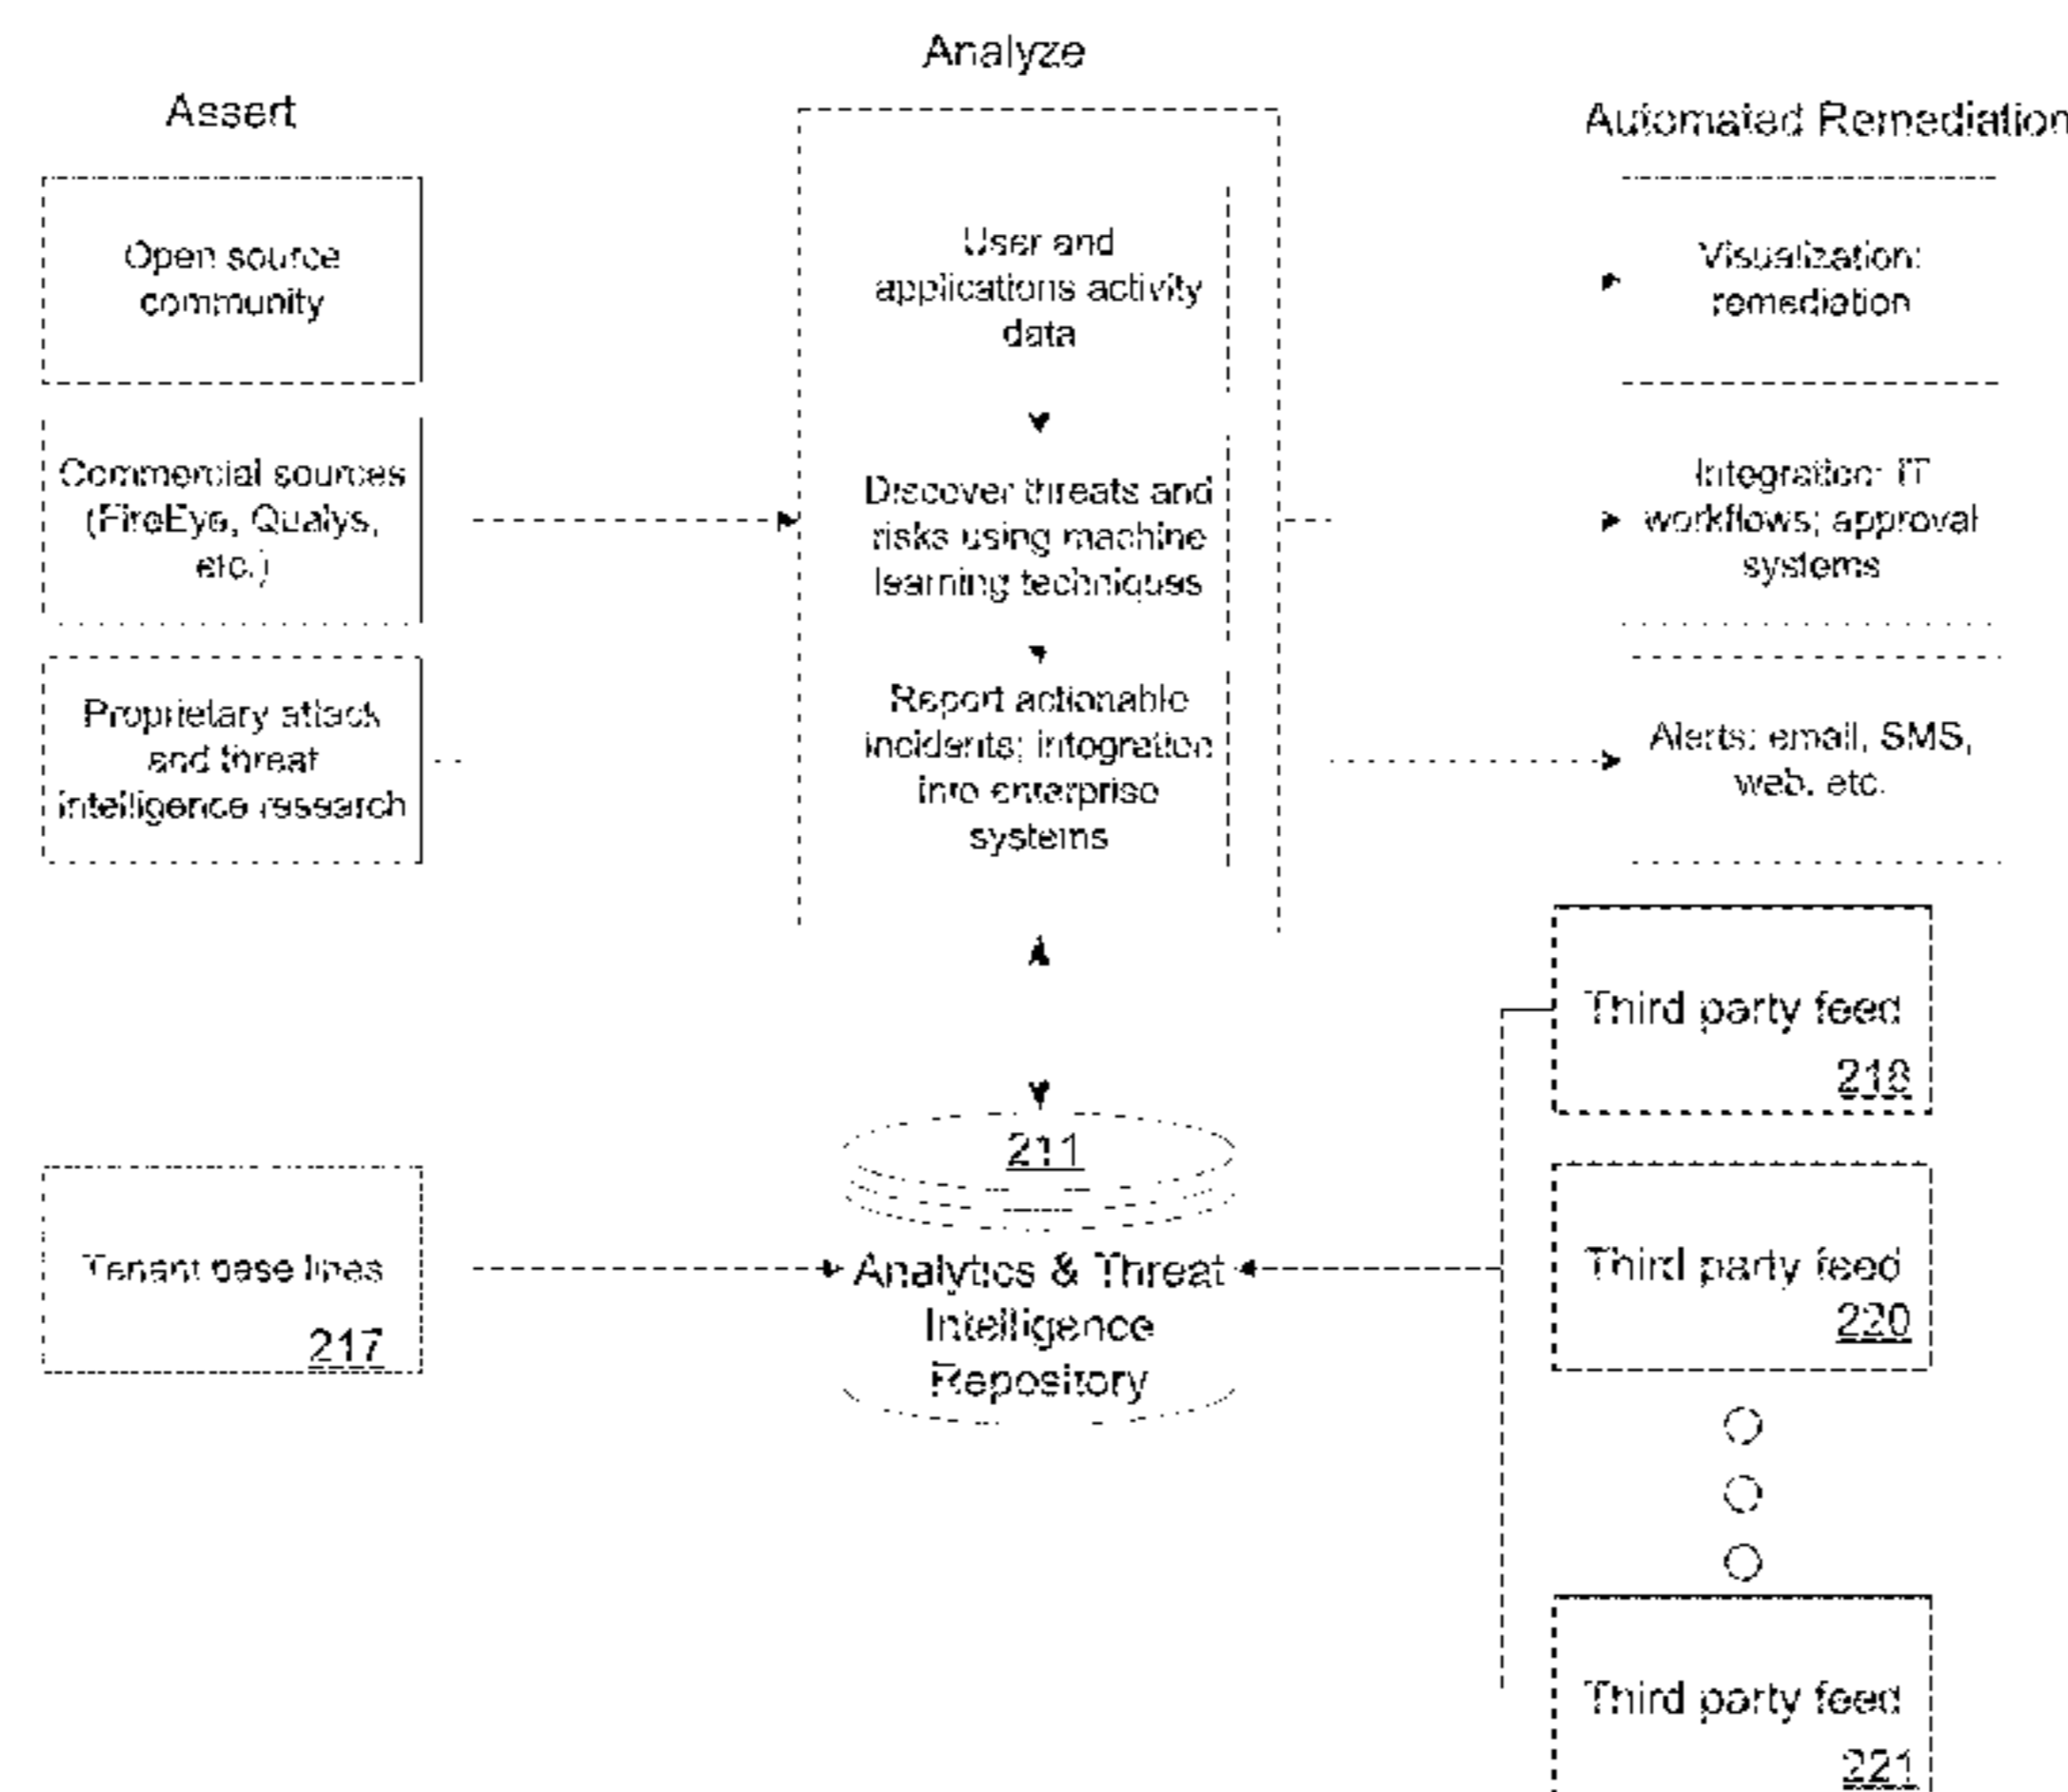 Analyze
Assert
Automated Remediation
Open source
community
Commercial sources
(FireEye, Qualys,
etc.)
Proprietary attack
and threat
intelligence research
User and
applications activity
data
Discover threats and
risks using machine
learning techniques
Report actionable
incidents; integration
into enterprise
systems
Visualization:
remediation
Integration: IT
workflows; approval
systems
Alerts: email, SMS,
web, etc.
Third party feed
218
211
Tenant base lines
217
Analytics & Threat
Intelligence
Repository
Third party feed
220
Third party feed
221